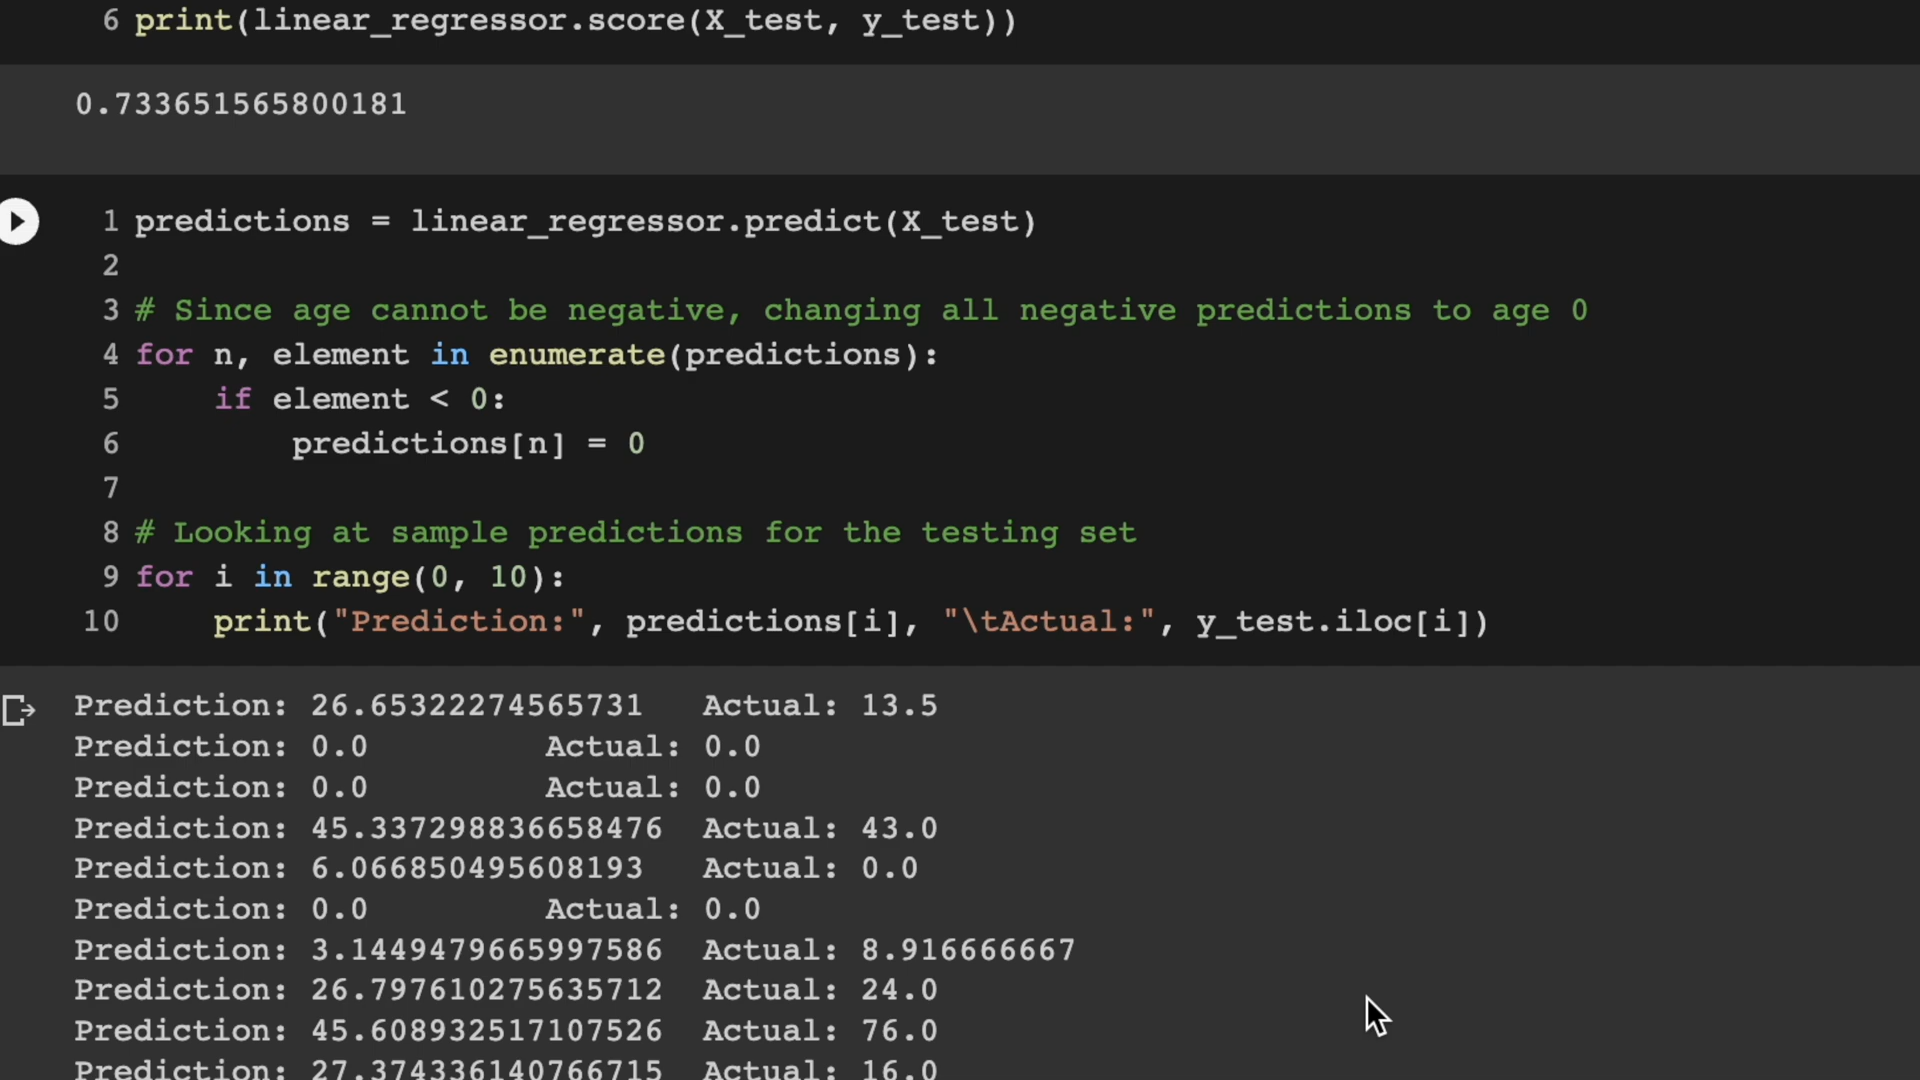 6 print(linear_regressor.score(X_test, y_test))
0.733651565800181
1 predictions = linear_regressor.predict(X_test)
2
3 # Since age cannot be negative, changing all negative predictions to age 0
4 for n, element in enumerate(predictions):
5     if element < 0:
6         predictions[n] = 0
7
8 # Looking at sample predictions for the testing set
9 for i in range(0, 10):
10     print("Prediction:", predictions[i], "\tActual:", y_test.iloc[i])
Prediction: 26.65322274565731   Actual: 13.5
Prediction: 0.0         Actual: 0.0
Prediction: 0.0         Actual: 0.0
Prediction: 45.337298836658476  Actual: 43.0
Prediction: 6.066850495608193   Actual: 0.0
Prediction: 0.0         Actual: 0.0
Prediction: 3.1449479665997586  Actual: 8.916666667
Prediction: 26.797610275635712  Actual: 24.0
Prediction: 45.608932517107526  Actual: 76.0
Prediction: 27.374336140766715  Actual: 16.0